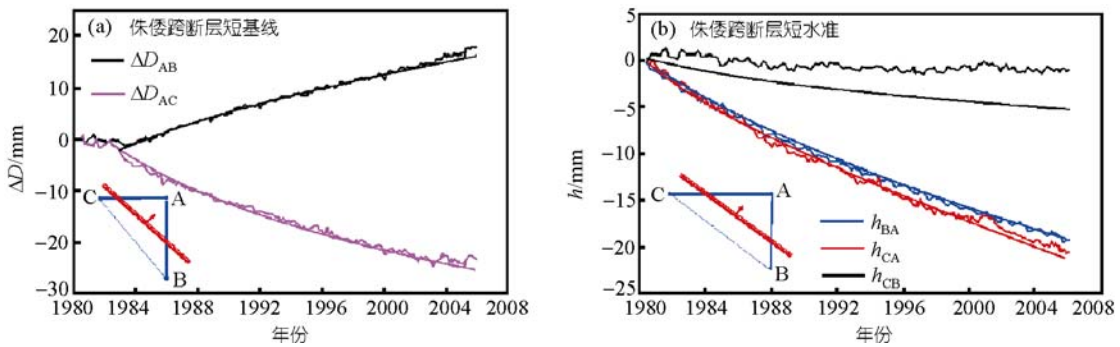 (a) 侏倭跨断层短基线
ΔD_AB
ΔD_AC
20
10
0
−10
−20
−30
ΔD/mm
C
A
B
1980 1984 1988 1992 1996 2000 2004 2008
年份
(b) 侏倭跨断层短水准
5
0
−5
−10
−15
−20
−25
h/mm
C
A
B
h_BA
h_CA
h_CB
1980 1984 1988 1992 1996 2000 2004 2008
年份